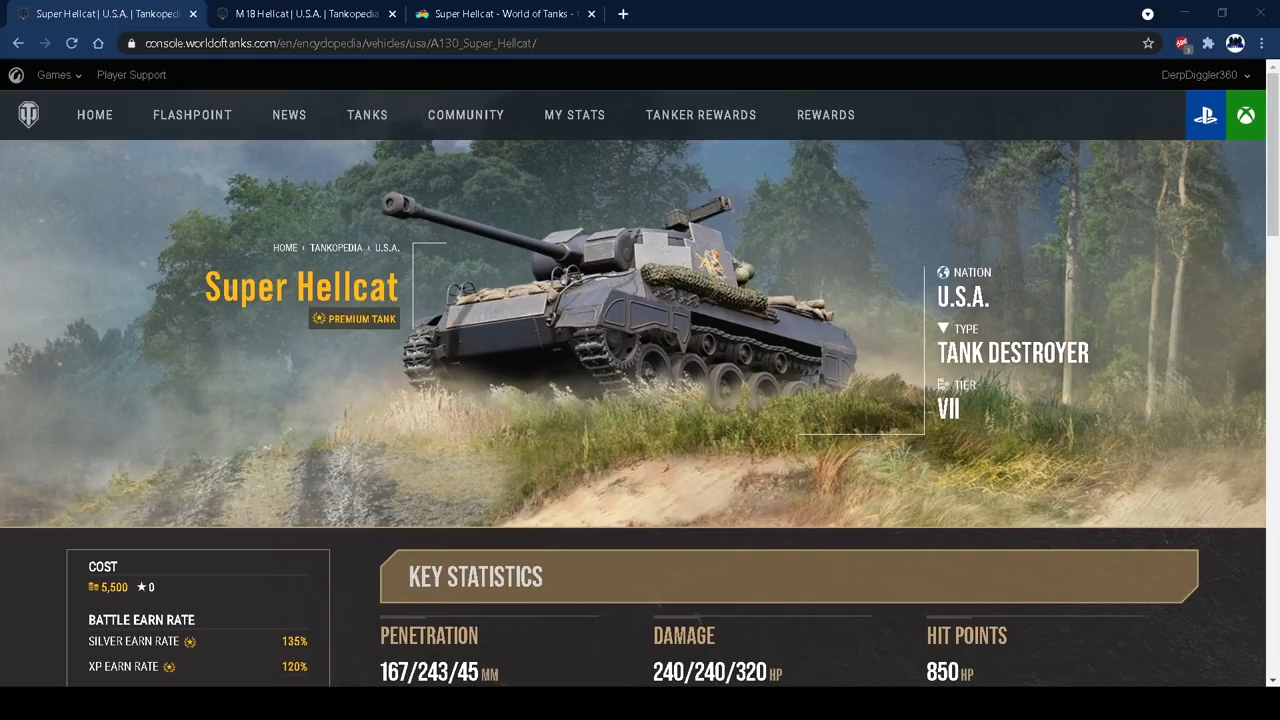 Super Hellcat | U.S.A. | Tankoped
M18 Hellcat | U.S.A. | Tankopedia
Super Hellcat - World of Tanks -
console.worldoftanks.com/en/encyclopedia/vehicles/usa/A130_Super_Hellcat/
Games Player Support DerpDiggler360
HOME FLASHPOINT NEWS TANKS COMMUNITY MY STATS TANKER REWARDS REWARDS
HOME TANKOPEDIA U.S.A.
Super Hellcat
PREMIUM TANK
NATION
U.S.A.
TYPE
TANK DESTROYER
TIER
VII
COST
5,500 ★0
BATTLE EARN RATE
SILVER EARN RATE 135%
XP EARN RATE 120%
KEY STATISTICS
PENETRATION
167/243/45 MM
DAMAGE
240/240/320 HP
HIT POINTS
850 HP